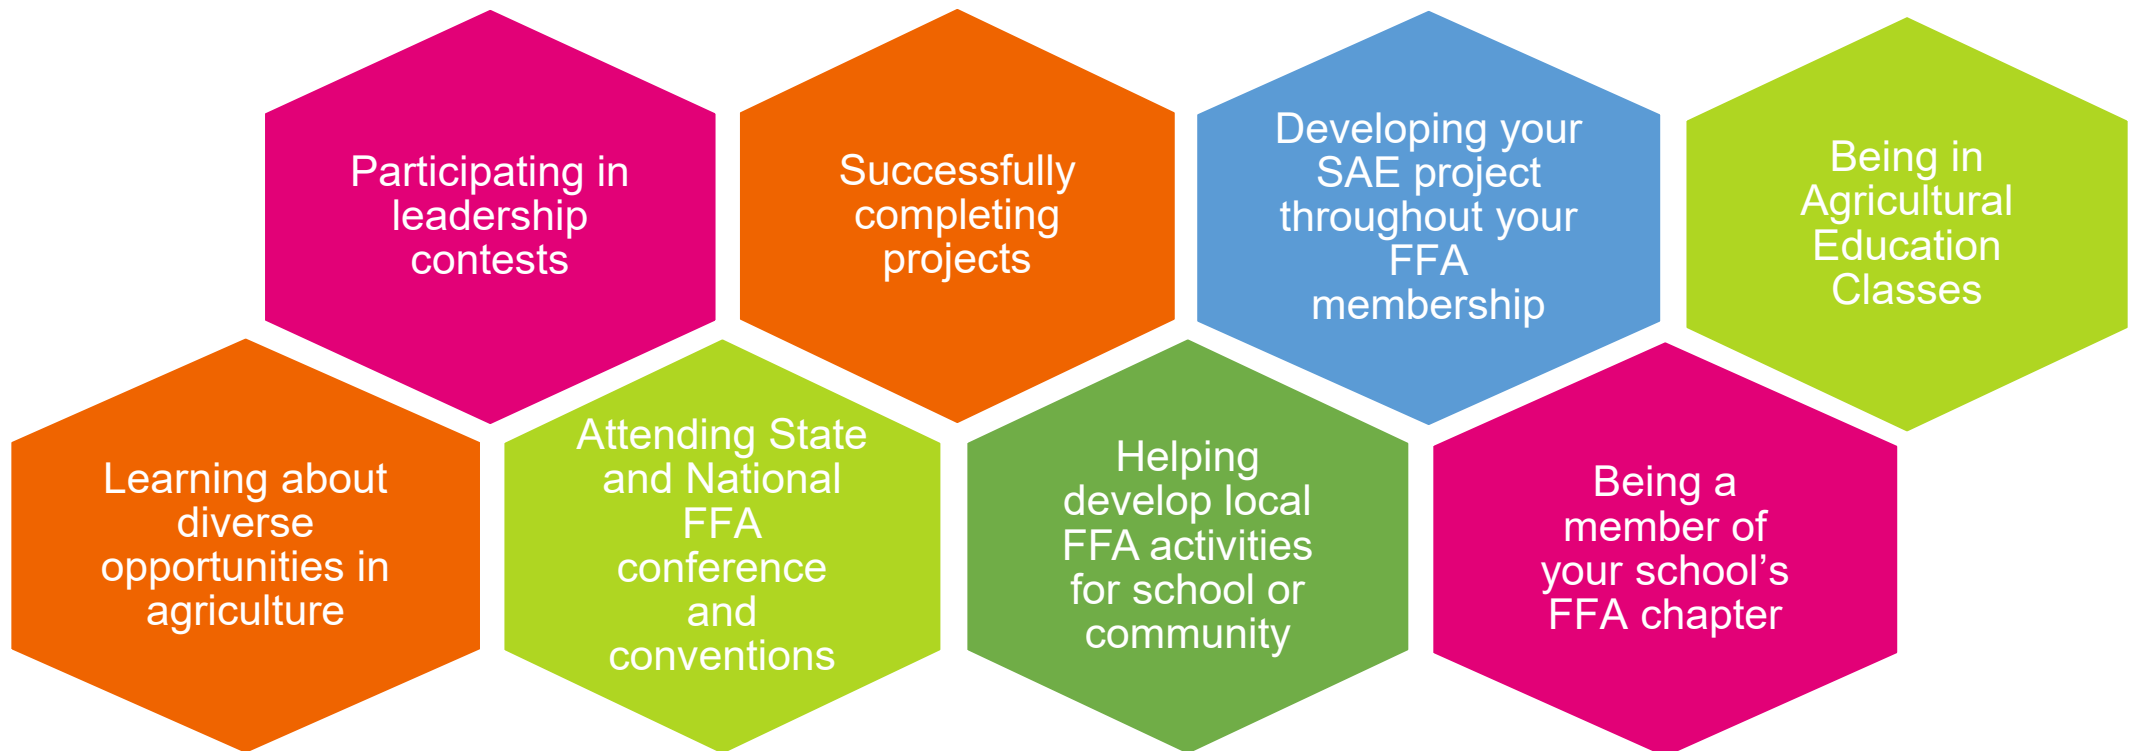 Participating in
leadership
contests
Successfully
completing
projects
Developing your
SAE project
throughout your
FFA
membership
Being in
Agricultural
Education
Classes
Learning about
diverse
opportunities in
agriculture
Attending State
and National
FFA
conference
and
conventions
Helping
develop local
FFA activities
for school or
community
Being a
member of
your school’s
FFA chapter